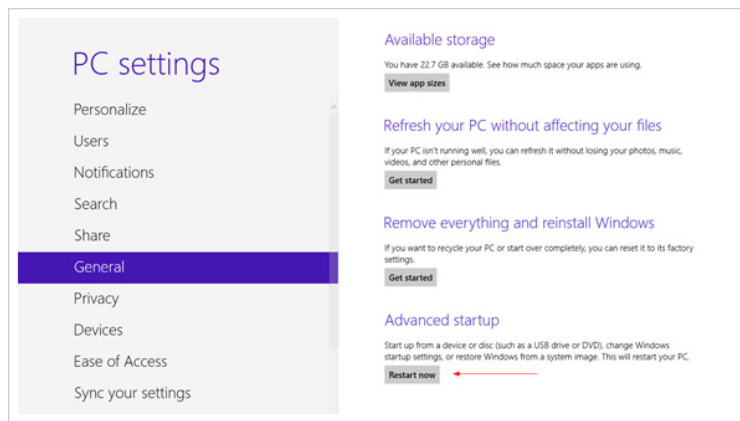 PC settings
Personalize
Users
Notifications
Search
Share
General
Privacy
Devices
Ease of Access
Sync your settings
Available storage
You have 22.7 GB available. See how much space your apps are using.
View app sizes
Refresh your PC without affecting your files
If your PC isn't running well, you can refresh it without losing your photos, music,
videos, and other personal files.
Get started
Remove everything and reinstall Windows
If you want to recycle your PC or start over completely, you can reset it to its factory
settings.
Get started
Advanced startup
Start up from a device or disc (such as a USB drive or DVD), change Windows
startup settings, or restore Windows from a system image. This will restart your PC.
Restart now